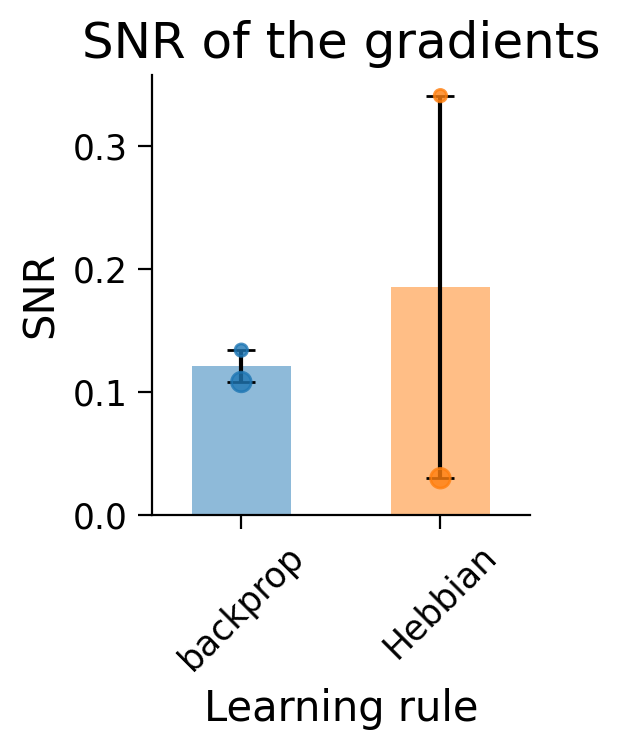 SNR of the gradients
SNR
0.3
0.2
0.1
0.0
backprop
Hebbian
Learning rule